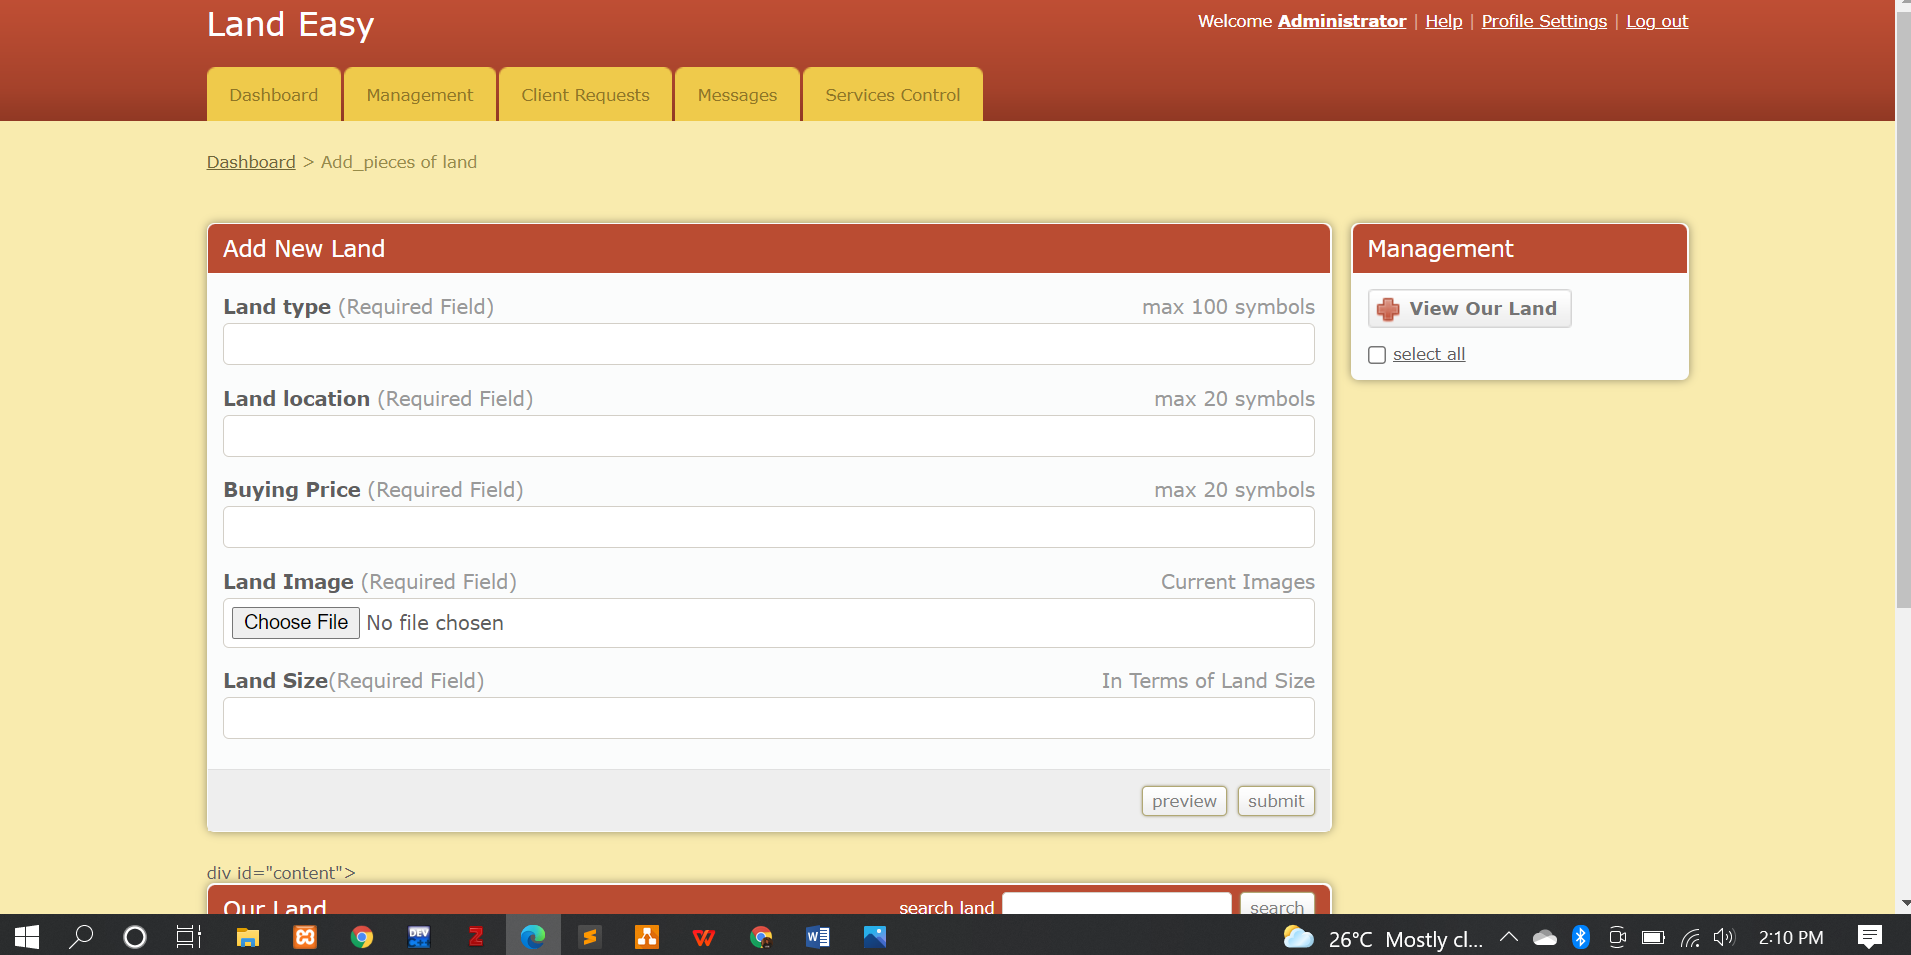 Land Easy
Welcome Administrator | Help | Profile Settings | Log out
Dashboard
Management
Client Requests
Messages
Services Control
Dashboard > Add_pieces of land
Add New Land
Land type (Required Field)
max 100 symbols
Land location (Required Field)
max 20 symbols
Buying Price (Required Field)
max 20 symbols
Land Image (Required Field)
Current Images
Choose File No file chosen
Land Size(Required Field)
In Terms of Land Size
preview
submit
Management
View Our Land
select all
div id="content">
Our Land
search land
search
DEV
Z
W
26°C Mostly cl...
2:10 PM